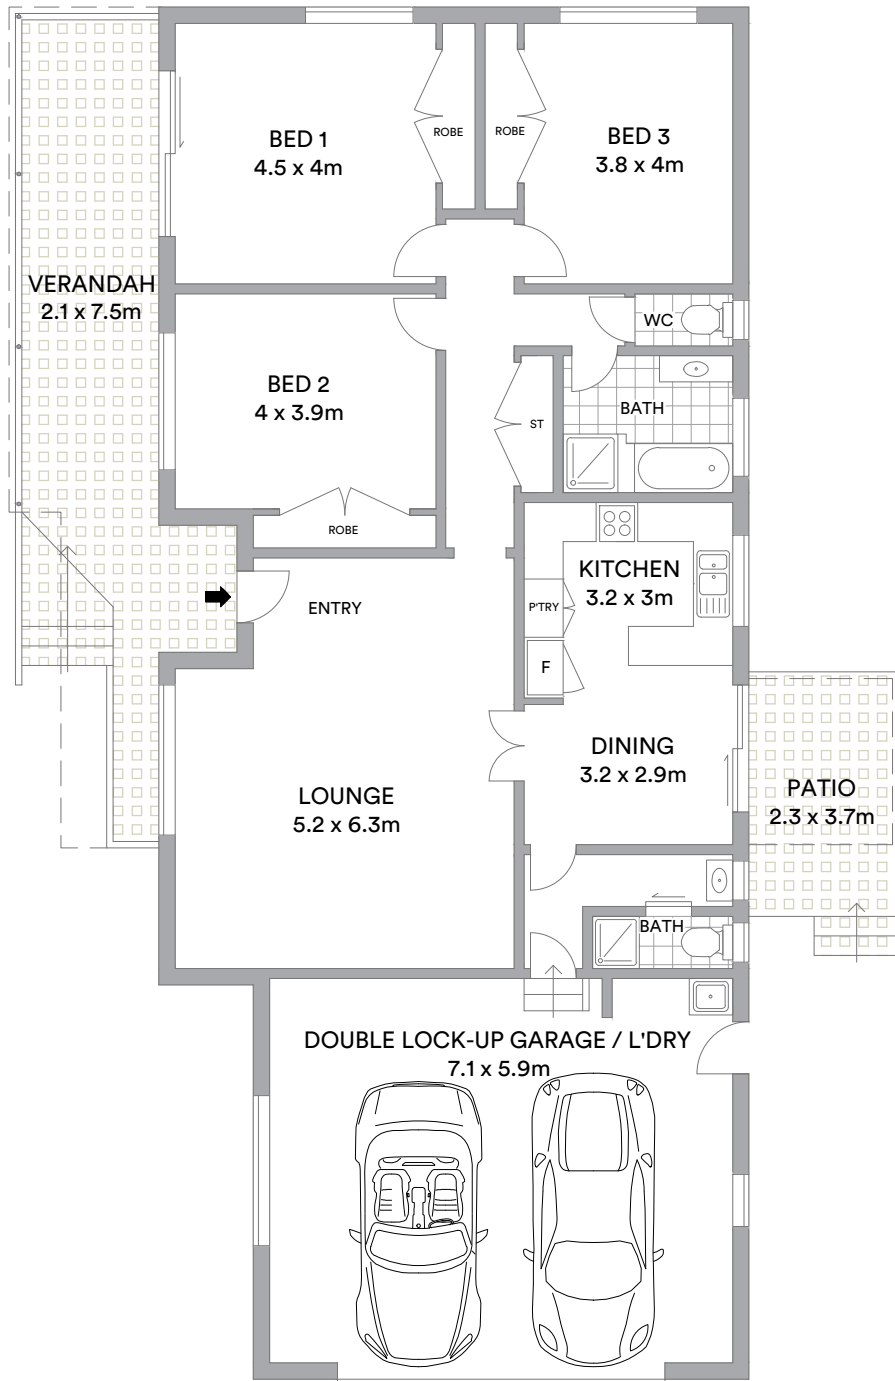 BED 1
4.5 x 4m
ROBE
ROBE
BED 3
3.8 x 4m
VERANDAH
2.1 x 7.5m
WC
BED 2
4 x 3.9m
BATH
ST
ROBE
KITCHEN
3.2 x 3m
P'TRY
ENTRY
F
DINING
3.2 x 2.9m
LOUNGE
5.2 x 6.3m
PATIO
2.3 x 3.7m
BATH
DOUBLE LOCK-UP GARAGE / L'DRY
7.1 x 5.9m